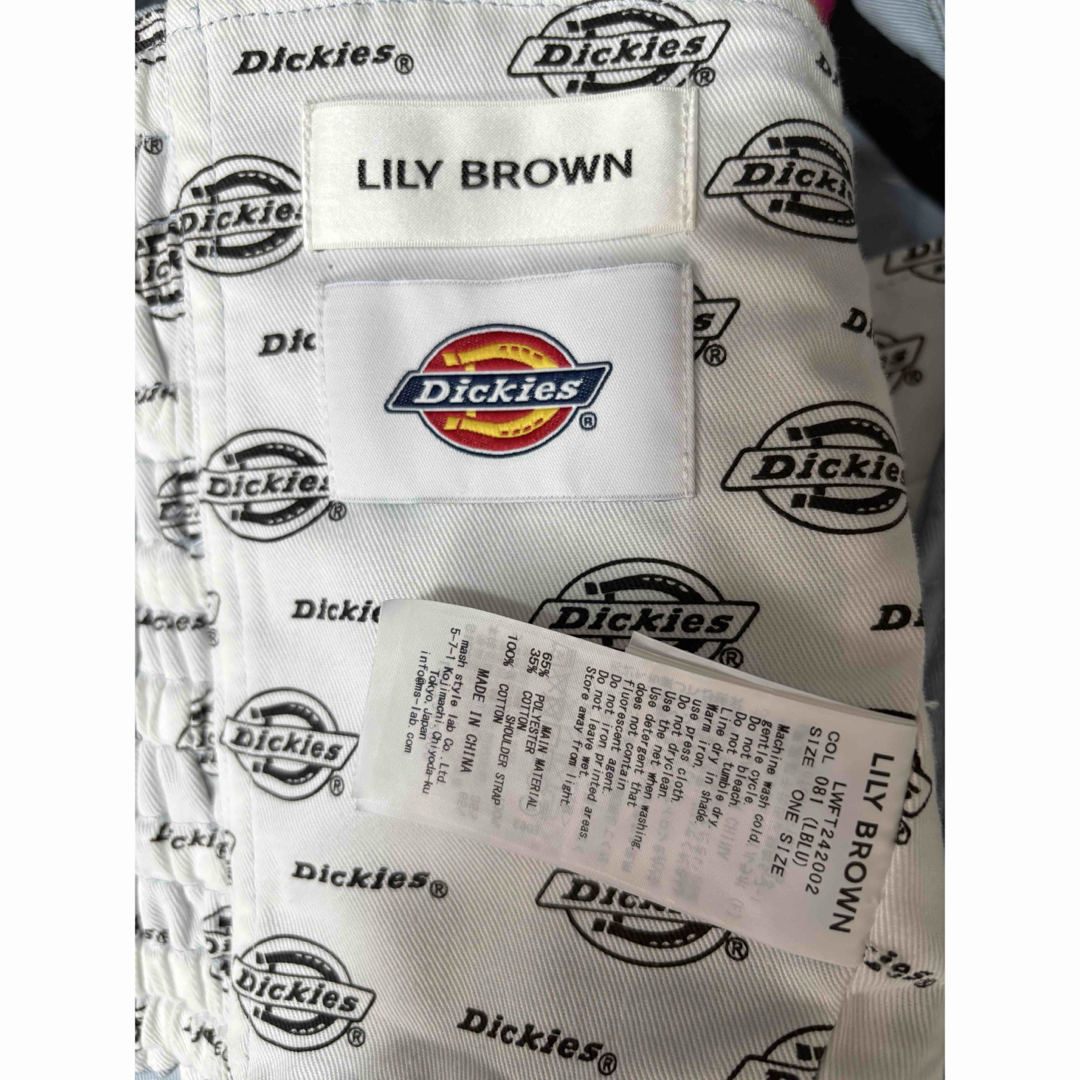 Dickies®
Dickies®
LILY BROWN
Dickies
Dickies
Dickies®
Dickies®
Dickies
Dickies
Dickies®
Dickies®
LILY BROWN
LWFT242002
COL 081 (LBLU)
SIZE ONE SIZE
Machine wash cold,
gentle cycle.
Do not bleach.
Do not tumble dry.
Line dry in shade.
Warm iron,
use press cloth.
Do not dryclean.
Use the net when washing.
Use detergent that
does not contain
fluorescent agent.
Do not iron printed areas.
Do not leave wet.
Store away from light.
MAIN MATERIAL
65% POLYESTER
35% COTTON
SHOULDER STRAP
100% COTTON
MADE IN CHINA
mash style lab Co.,Ltd.
5-7-1 Kojimachi,Chiyoda-ku
Tokyo,Japan
info@ms-lab.com
Dickies®
Dickies®
Dickies®
Dickies®